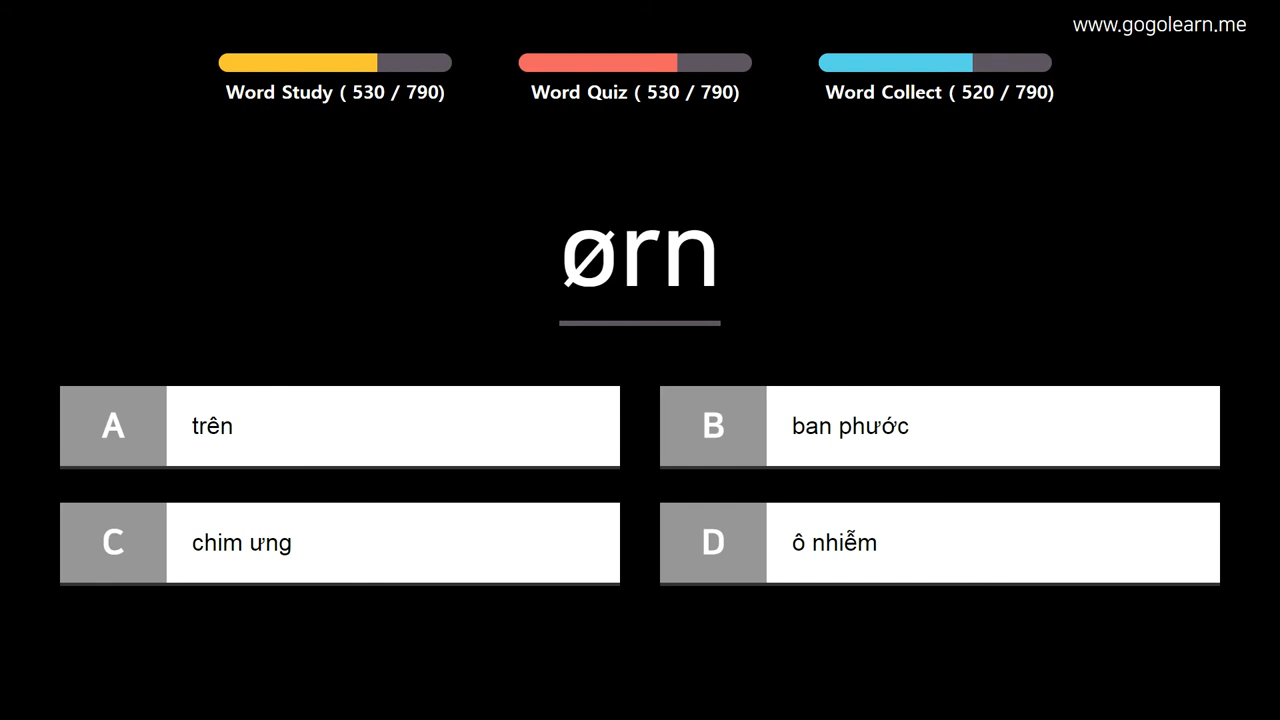 www.gogolearn.me
Word Study ( 530 / 790)
Word Quiz ( 530 / 790)
Word Collect ( 520 / 790)
ørn
A trên
B ban phước
C chim ưng
D ô nhiễm